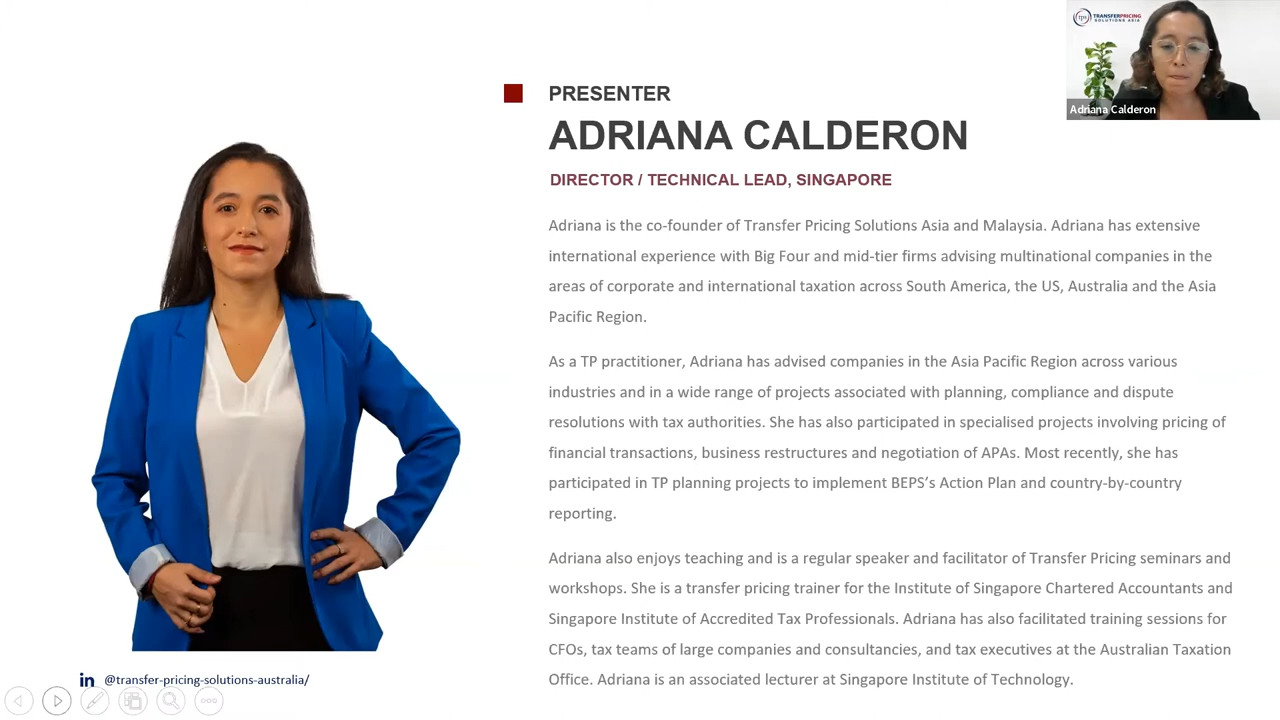 PRESENTER
ADRIANA CALDERON
DIRECTOR / TECHNICAL LEAD, SINGAPORE
Adriana is the co-founder of Transfer Pricing Solutions Asia and Malaysia. Adriana has extensive
international experience with Big Four and mid-tier firms advising multinational companies in the
areas of corporate and international taxation across South America, the US, Australia and the Asia
Pacific Region.
As a TP practitioner, Adriana has advised companies in the Asia Pacific Region across various
industries and in a wide range of projects associated with planning, compliance and dispute
resolutions with tax authorities. She has also participated in specialised projects involving pricing of
financial transactions, business restructures and negotiation of APAs. Most recently, she has
participated in TP planning projects to implement BEPS’s Action Plan and country-by-country
reporting.
Adriana also enjoys teaching and is a regular speaker and facilitator of Transfer Pricing seminars and
workshops. She is a transfer pricing trainer for the Institute of Singapore Chartered Accountants and
Singapore Institute of Accredited Tax Professionals. Adriana has also facilitated training sessions for
CFOs, tax teams of large companies and consultancies, and tax executives at the Australian Taxation
Office. Adriana is an associated lecturer at Singapore Institute of Technology.
in @transfer-pricing-solutions-australia/
tps TRANSFERPRICING
SOLUTIONS ASIA
Adriana Calderon